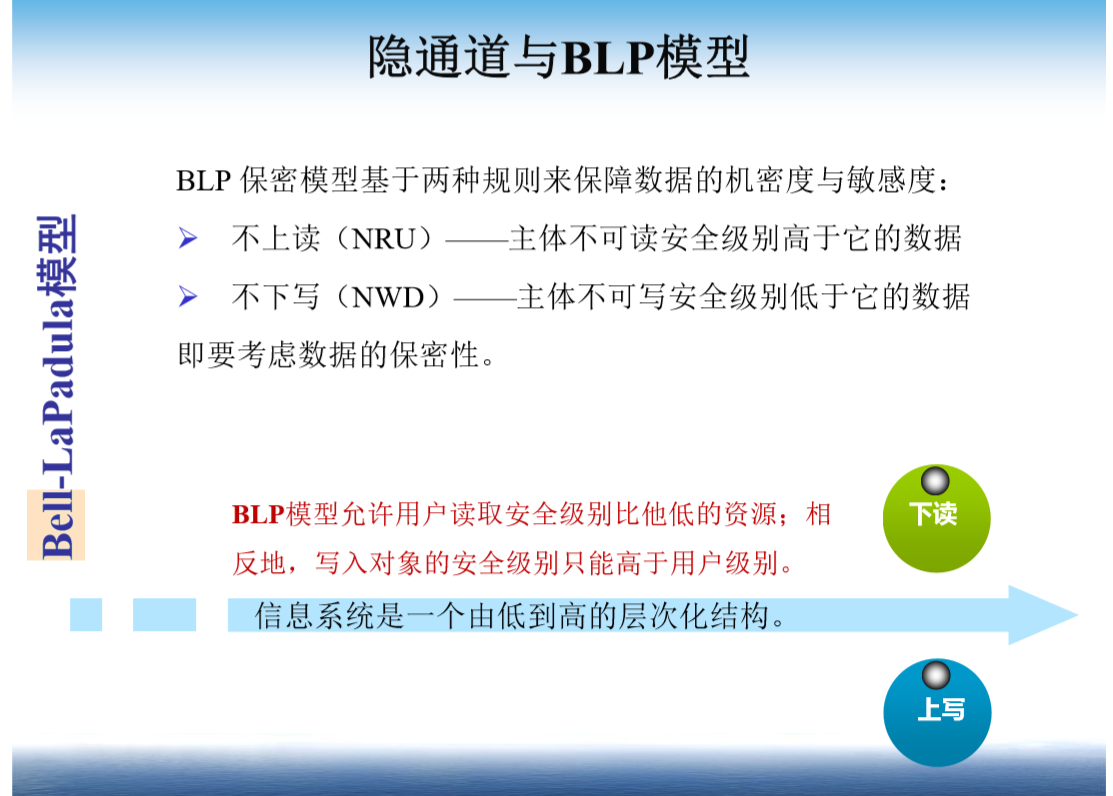 隐通道与BLP模型
BLP 保密模型基于两种规则来保障数据的机密度与敏感度：
不上读（NRU）——主体不可读安全级别高于它的数据
不下写（NWD）——主体不可写安全级别低于它的数据
即要考虑数据的保密性。
Bell-LaPadula模型
BLP模型允许用户读取安全级别比他低的资源；相
反地，写入对象的安全级别只能高于用户级别。
下读
信息系统是一个由低到高的层次化结构。
上写